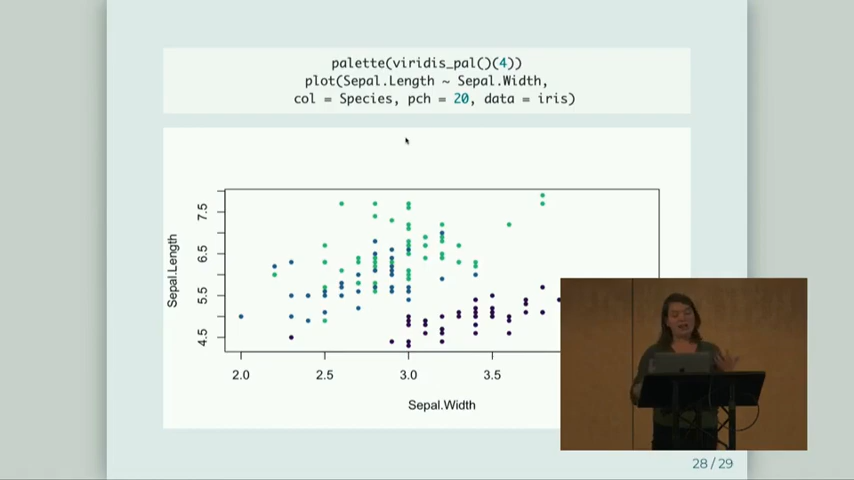 palette(viridis_pal()(4))
plot(Sepal.Length ~ Sepal.Width,
col = Species, pch = 20, data = iris)
7.5
6.5
5.5
4.5
Sepal.Length
2.0 2.5 3.0 3.5
Sepal.Width
28 / 29